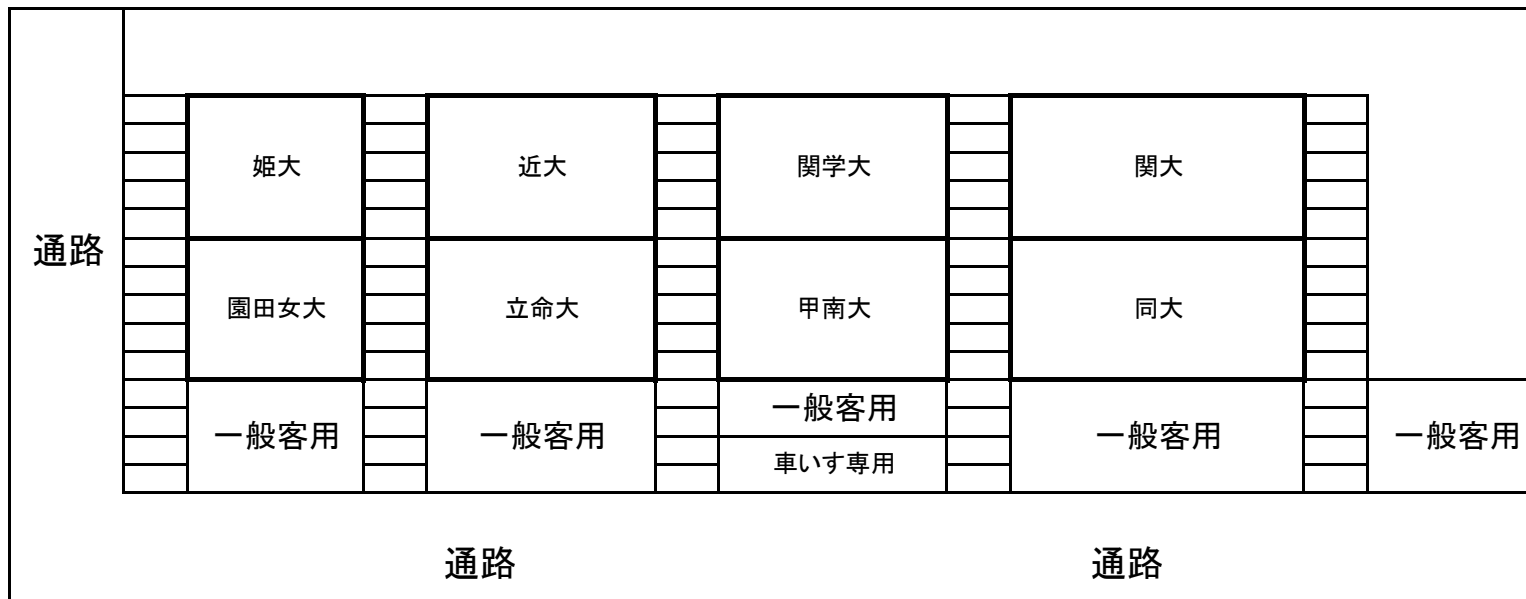 姫大
近大
関学大
関大
通路
園田女大
立命大
甲南大
同大
一般客用
一般客用
一般客用
車いす専用
一般客用
一般客用
通路
通路